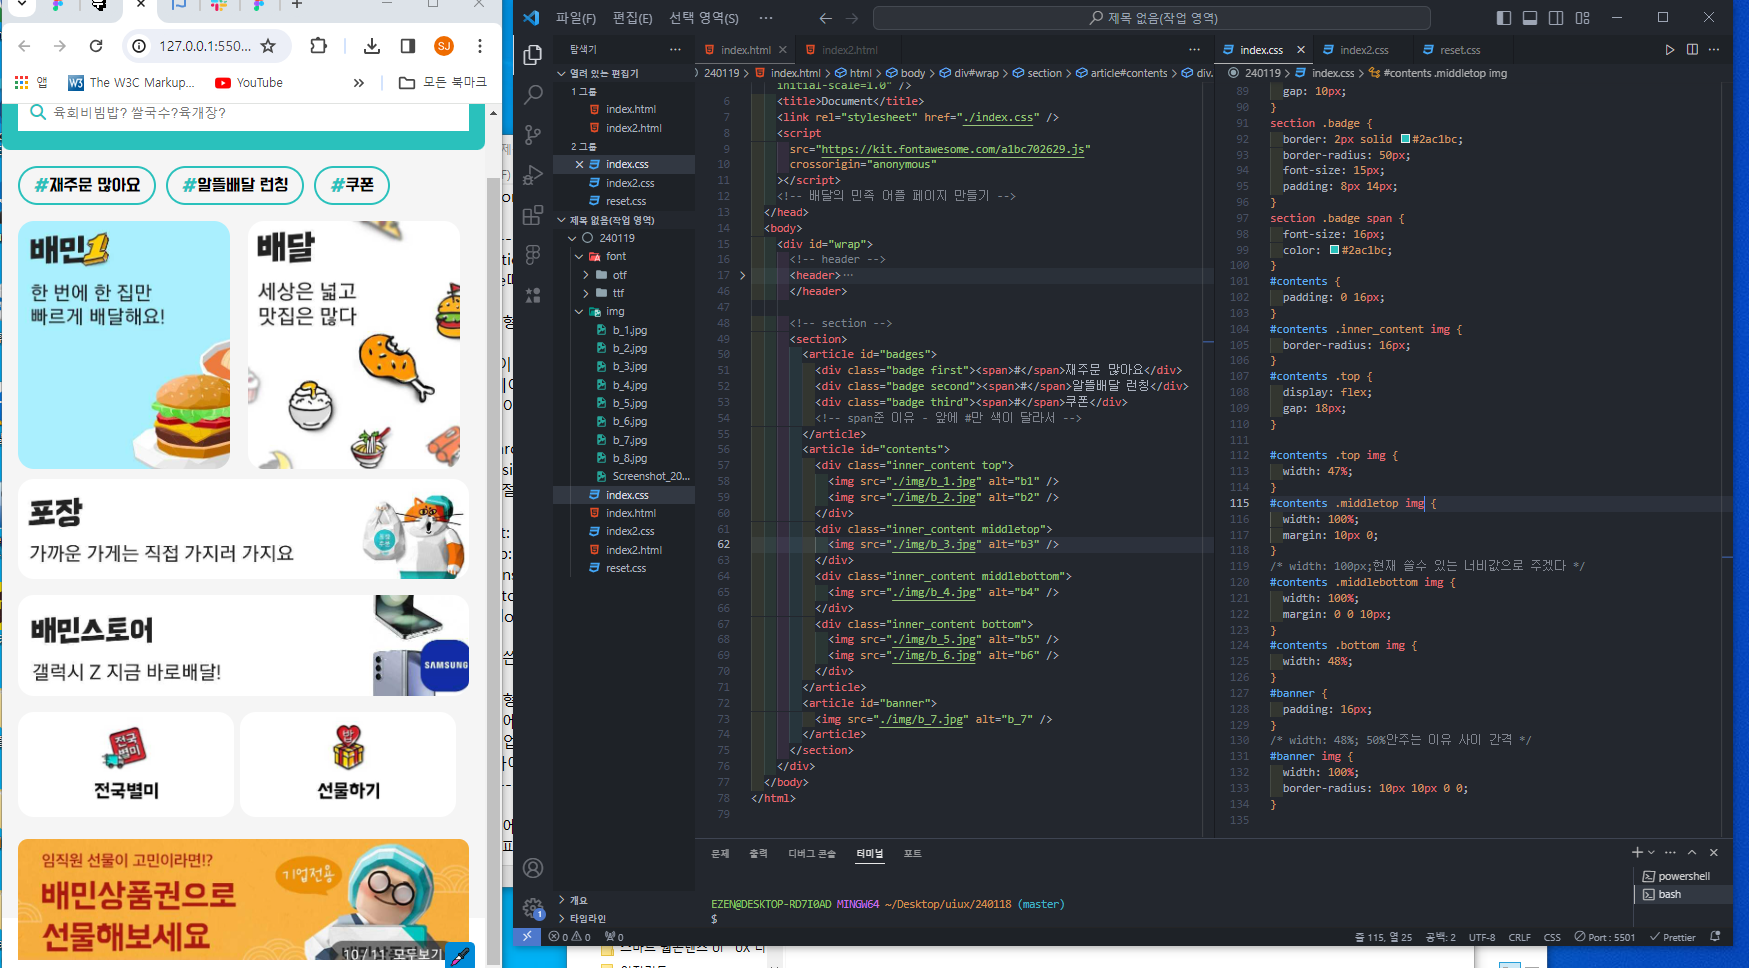 127.0.0.1:550...
SJ
앱
The W3C Markup...
YouTube
»
모든 북마크
육회비빔밥? 쌀국수?육개장?
#재주문 많아요
#알뜰배달 런칭
#쿠폰
배민1
한 번에 한 집만
빠르게 배달해요!
배달
세상은 넓고
맛집은 많다
포장
가까운 가게는 직접 가지러 가지요
배민스토어
갤럭시 Z 지금 바로배달!
SAMSUNG
전국별미
전국별미
밥
선물하기
임직원 선물이 고민이라면!?
배민상품권으로
선물해보세요
기업전용
10 / 11 모두보기
파일(F) 편집(E) 선택 영역(S) ···
제목 없음(작업 영역)
탐색기 ···
열려 있는 편집기
1 그룹
index.html
index2.html
2 그룹
index.css
index2.css
reset.css
제목 없음(작업 영역)
240119
font
otf
ttf
img
b_1.jpg
b_2.jpg
b_3.jpg
b_4.jpg
b_5.jpg
b_6.jpg
b_7.jpg
b_8.jpg
Screenshot_20...
index.css
index.html
index2.css
index2.html
reset.css
개요
타임라인
index.html
index2.html
240119 > index.html > html > body > div#wrap > section > article#contents > div.
initial-scale=1.0" />
6 <title>Document</title>
7 <link rel="stylesheet" href="./index.css" />
8 <script
9 src="https://kit.fontawesome.com/a1bc702629.js"
10 crossorigin="anonymous"
11 ></script>
12 <!-- 배달의 민족 어플 페이지 만들기 -->
13 </head>
14 <body>
15 <div id="wrap">
16 <!-- header -->
17 <header>···
46 </header>
47
48 <!-- section -->
49 <section>
50 <article id="badges">
51 <div class="badge first"><span>#</span>재주문 많아요</div>
52 <div class="badge second"><span>#</span>알뜰배달 런칭</div>
53 <div class="badge third"><span>#</span>쿠폰</div>
54 <!-- span준 이유 - 앞에 #만 색이 달라서 -->
55 </article>
56 <article id="contents">
57 <div class="inner_content top">
58 <img src="./img/b_1.jpg" alt="b1" />
59 <img src="./img/b_2.jpg" alt="b2" />
60 </div>
61 <div class="inner_content middletop">
62 <img src="./img/b_3.jpg" alt="b3" />
63 </div>
64 <div class="inner_content middlebottom">
65 <img src="./img/b_4.jpg" alt="b4" />
66 </div>
67 <div class="inner_content bottom">
68 <img src="./img/b_5.jpg" alt="b5" />
69 <img src="./img/b_6.jpg" alt="b6" />
70 </div>
71 </article>
72 <article id="banner">
73 <img src="./img/b_7.jpg" alt="b_7" />
74 </article>
75 </section>
76 </div>
77 </body>
78 </html>
79
index.css
index2.css
reset.css
240119 > index.css > #contents .middletop img
89 gap: 10px;
90 }
91 section .badge {
92 border: 2px solid #2ac1bc;
93 border-radius: 50px;
94 font-size: 15px;
95 padding: 8px 14px;
96 }
97 section .badge span {
98 font-size: 16px;
99 color: #2ac1bc;
100 }
101 #contents {
102 padding: 0 16px;
103 }
104 #contents .inner_content img {
105 border-radius: 16px;
106 }
107 #contents .top {
108 display: flex;
109 gap: 18px;
110 }
111
112 #contents .top img {
113 width: 47%;
114 }
115 #contents .middletop img {
116 width: 100%;
117 margin: 10px 0;
118 }
119 /* width: 100px;현재 쓸수 있는 너비값으로 주겠다 */
120 #contents .middlebottom img {
121 width: 100%;
122 margin: 0 0 10px;
123 }
124 #contents .bottom img {
125 width: 48%;
126 }
127 #banner {
128 padding: 16px;
129 }
130 /* width: 48%; 50%안주는 이유 사이 간격 */
131 #banner img {
132 width: 100%;
133 border-radius: 10px 10px 0 0;
134 }
135
문제 출력 디버그 콘솔 터미널 포트
EZEN@DESKTOP-RD7I0AD MINGW64 ~/Desktop/uiux/240118 (master)
$
powershell
bash
0 0 0
줄 115, 열 25 공백: 2 UTF-8 CRLF CSS Port : 5501 Prettier